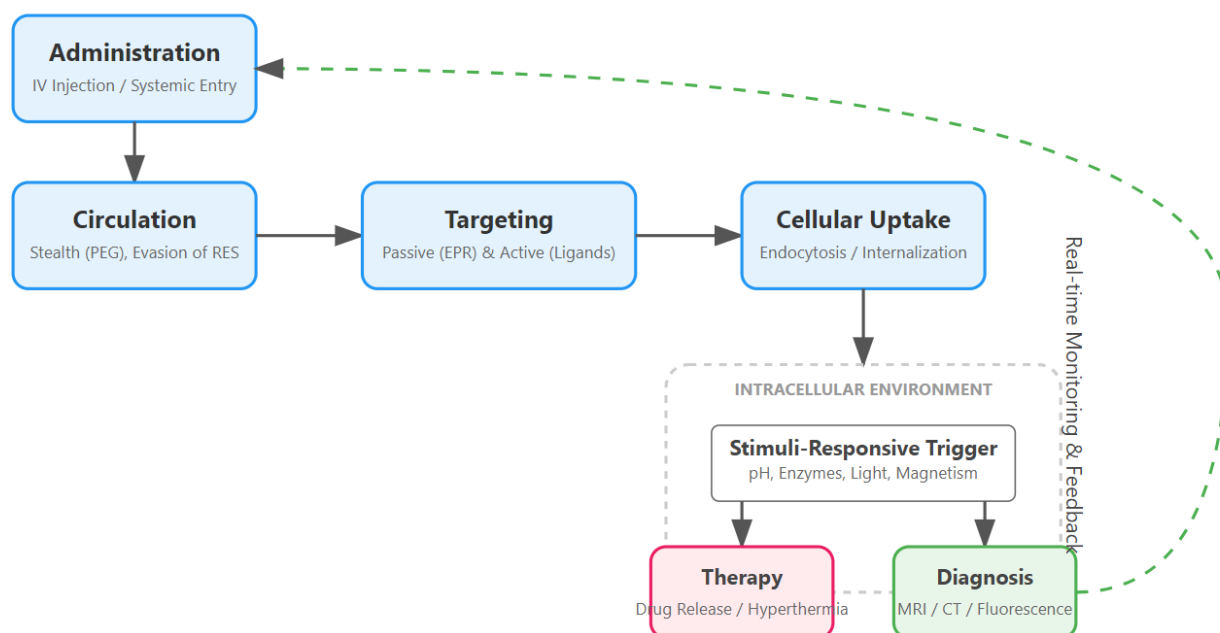 Administration
IV Injection / Systemic Entry
Circulation
Stealth (PEG), Evasion of RES
Targeting
Passive (EPR) & Active (Ligands)
Cellular Uptake
Endocytosis / Internalization
Real-time Monitoring & Feedback
INTRACELLULAR ENVIRONMENT
Stimuli-Responsive Trigger
pH, Enzymes, Light, Magnetism
Therapy
Drug Release / Hyperthermia
Diagnosis
MRI / CT / Fluorescence